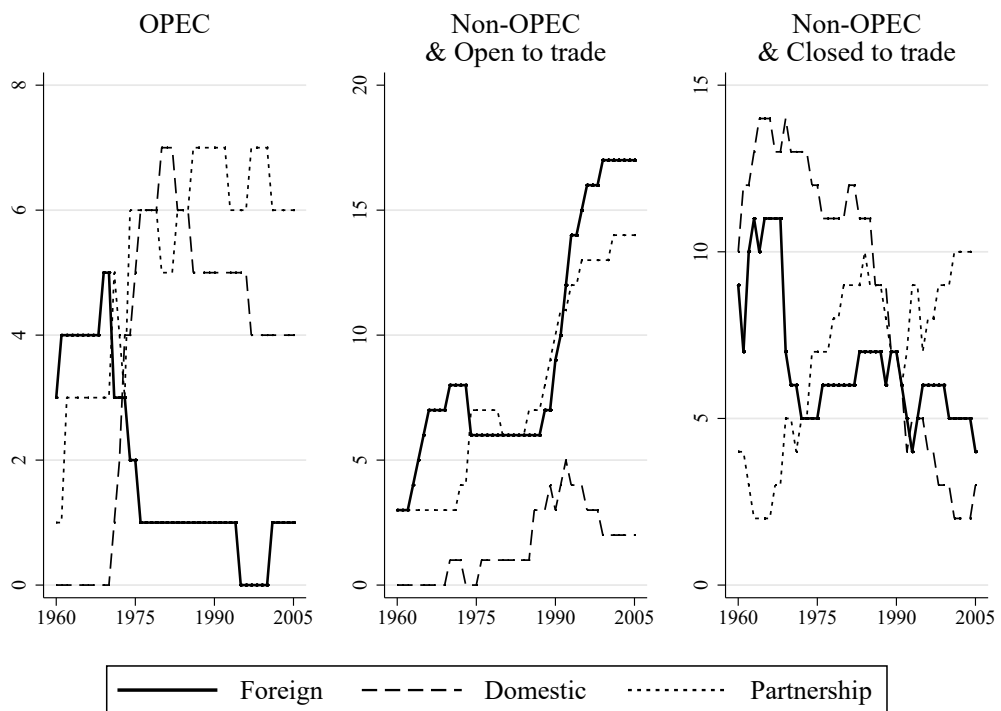 OPEC
Non-OPEC
& Open to trade
Non-OPEC
& Closed to trade
8
6
4
2
0
1960 1975 1990 2005
20
15
10
5
0
1960 1975 1990 2005
15
10
5
0
1960 1975 1990 2005
Foreign Domestic Partnership